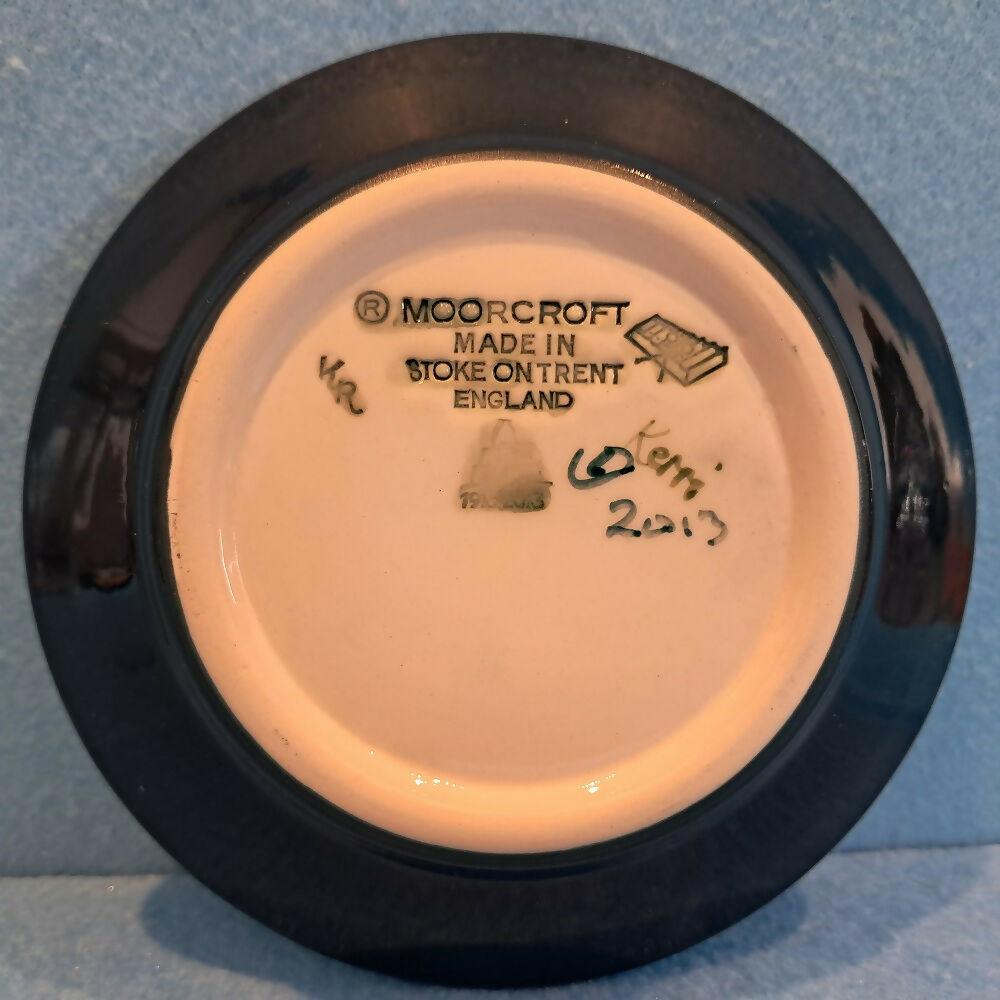 ® MOORCROFT
MADE IN
STOKE ON TRENT
ENGLAND
KR
Kerri
2013